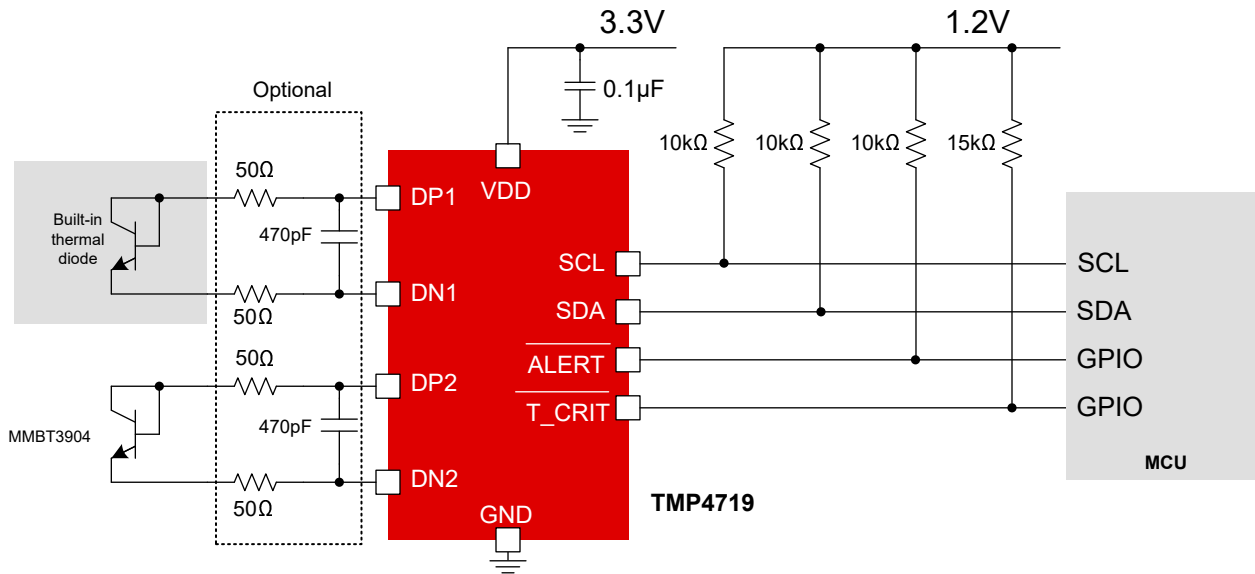 3.3V
1.2V
Optional
0.1µF
10kΩ
10kΩ
10kΩ
15kΩ
50Ω
DP1
VDD
Built-in
thermal
diode
470pF
SCL
SCL
DN1
50Ω
SDA
SDA
50Ω
ALERT
GPIO
DP2
T_CRIT
GPIO
MMBT3904
470pF
MCU
DN2
50Ω
GND
TMP4719